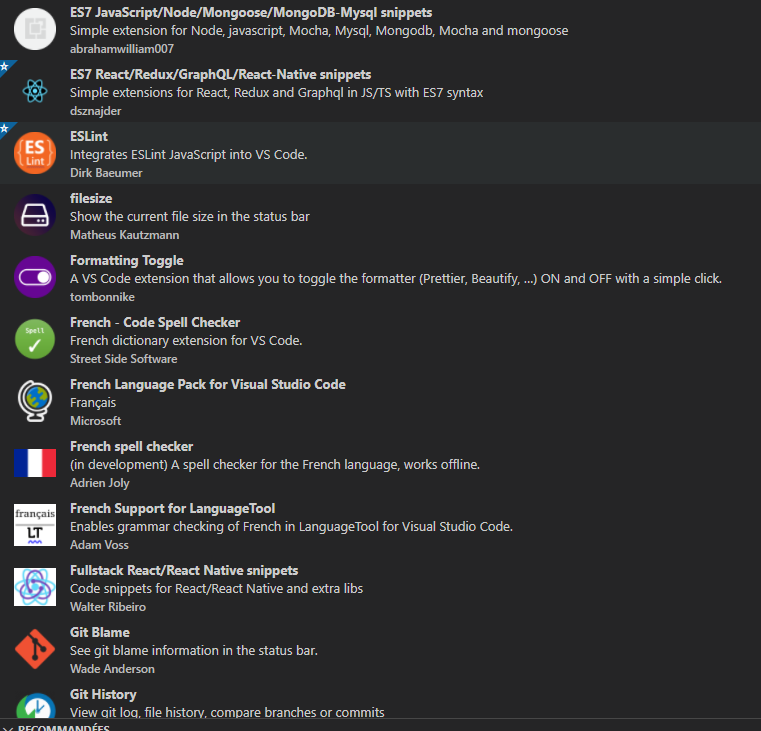 ES7 JavaScript/Node/Mongoose/MongoDB-Mysql snippets
Simple extension for Node, javascript, Mocha, Mysql, Mongodb, Mocha and mongoose
abrahamwilliam007
ES7 React/Redux/GraphQL/React-Native snippets
Simple extensions for React, Redux and Graphql in JS/TS with ES7 syntax
dsznajder
ES
Lint
ESLint
Integrates ESLint JavaScript into VS Code.
Dirk Baeumer
filesize
Show the current file size in the status bar
Matheus Kautzmann
Formatting Toggle
A VS Code extension that allows you to toggle the formatter (Prettier, Beautify, ...) ON and OFF with a simple click.
tombonnike
Spell
French - Code Spell Checker
French dictionary extension for VS Code.
Street Side Software
French Language Pack for Visual Studio Code
Français
Microsoft
French spell checker
(in development) A spell checker for the French language, works offline.
Adrien Joly
français
LT
French Support for LanguageTool
Enables grammar checking of French in LanguageTool for Visual Studio Code.
Adam Voss
Fullstack React/React Native snippets
Code snippets for React/React Native and extra libs
Walter Ribeiro
Git Blame
See git blame information in the status bar.
Wade Anderson
Git History
View git log, file history, compare branches or commits
RECOMMANDÉES